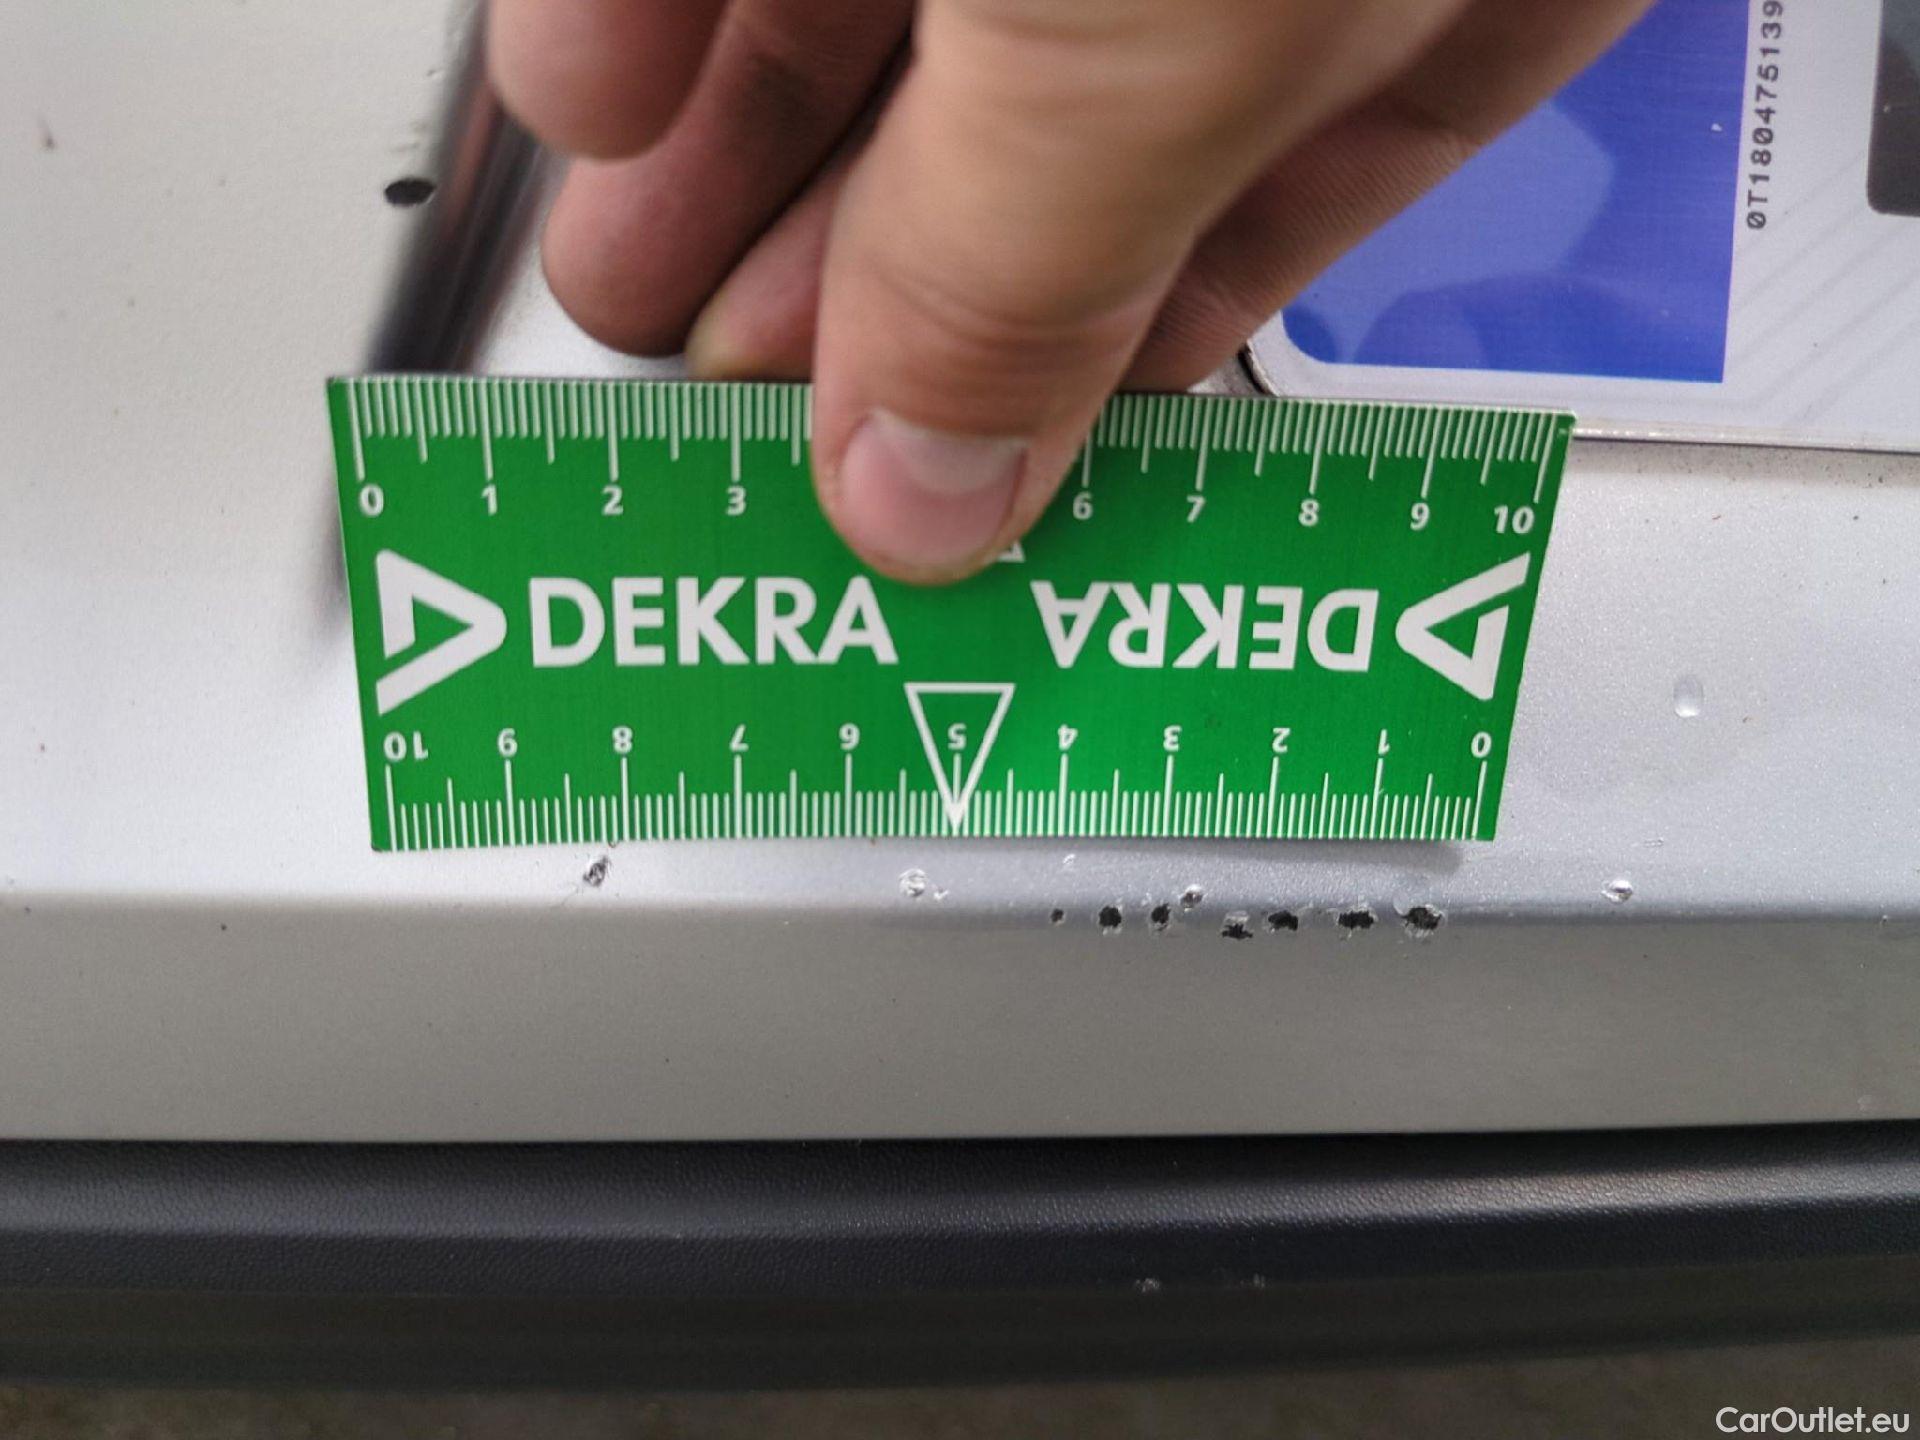 0T180475139
0 1 2 3 6 7 8 9 10
DEKRA DEKRA
10 9 8 7 6 5 4 3 2 1 0
CarOutlet.eu